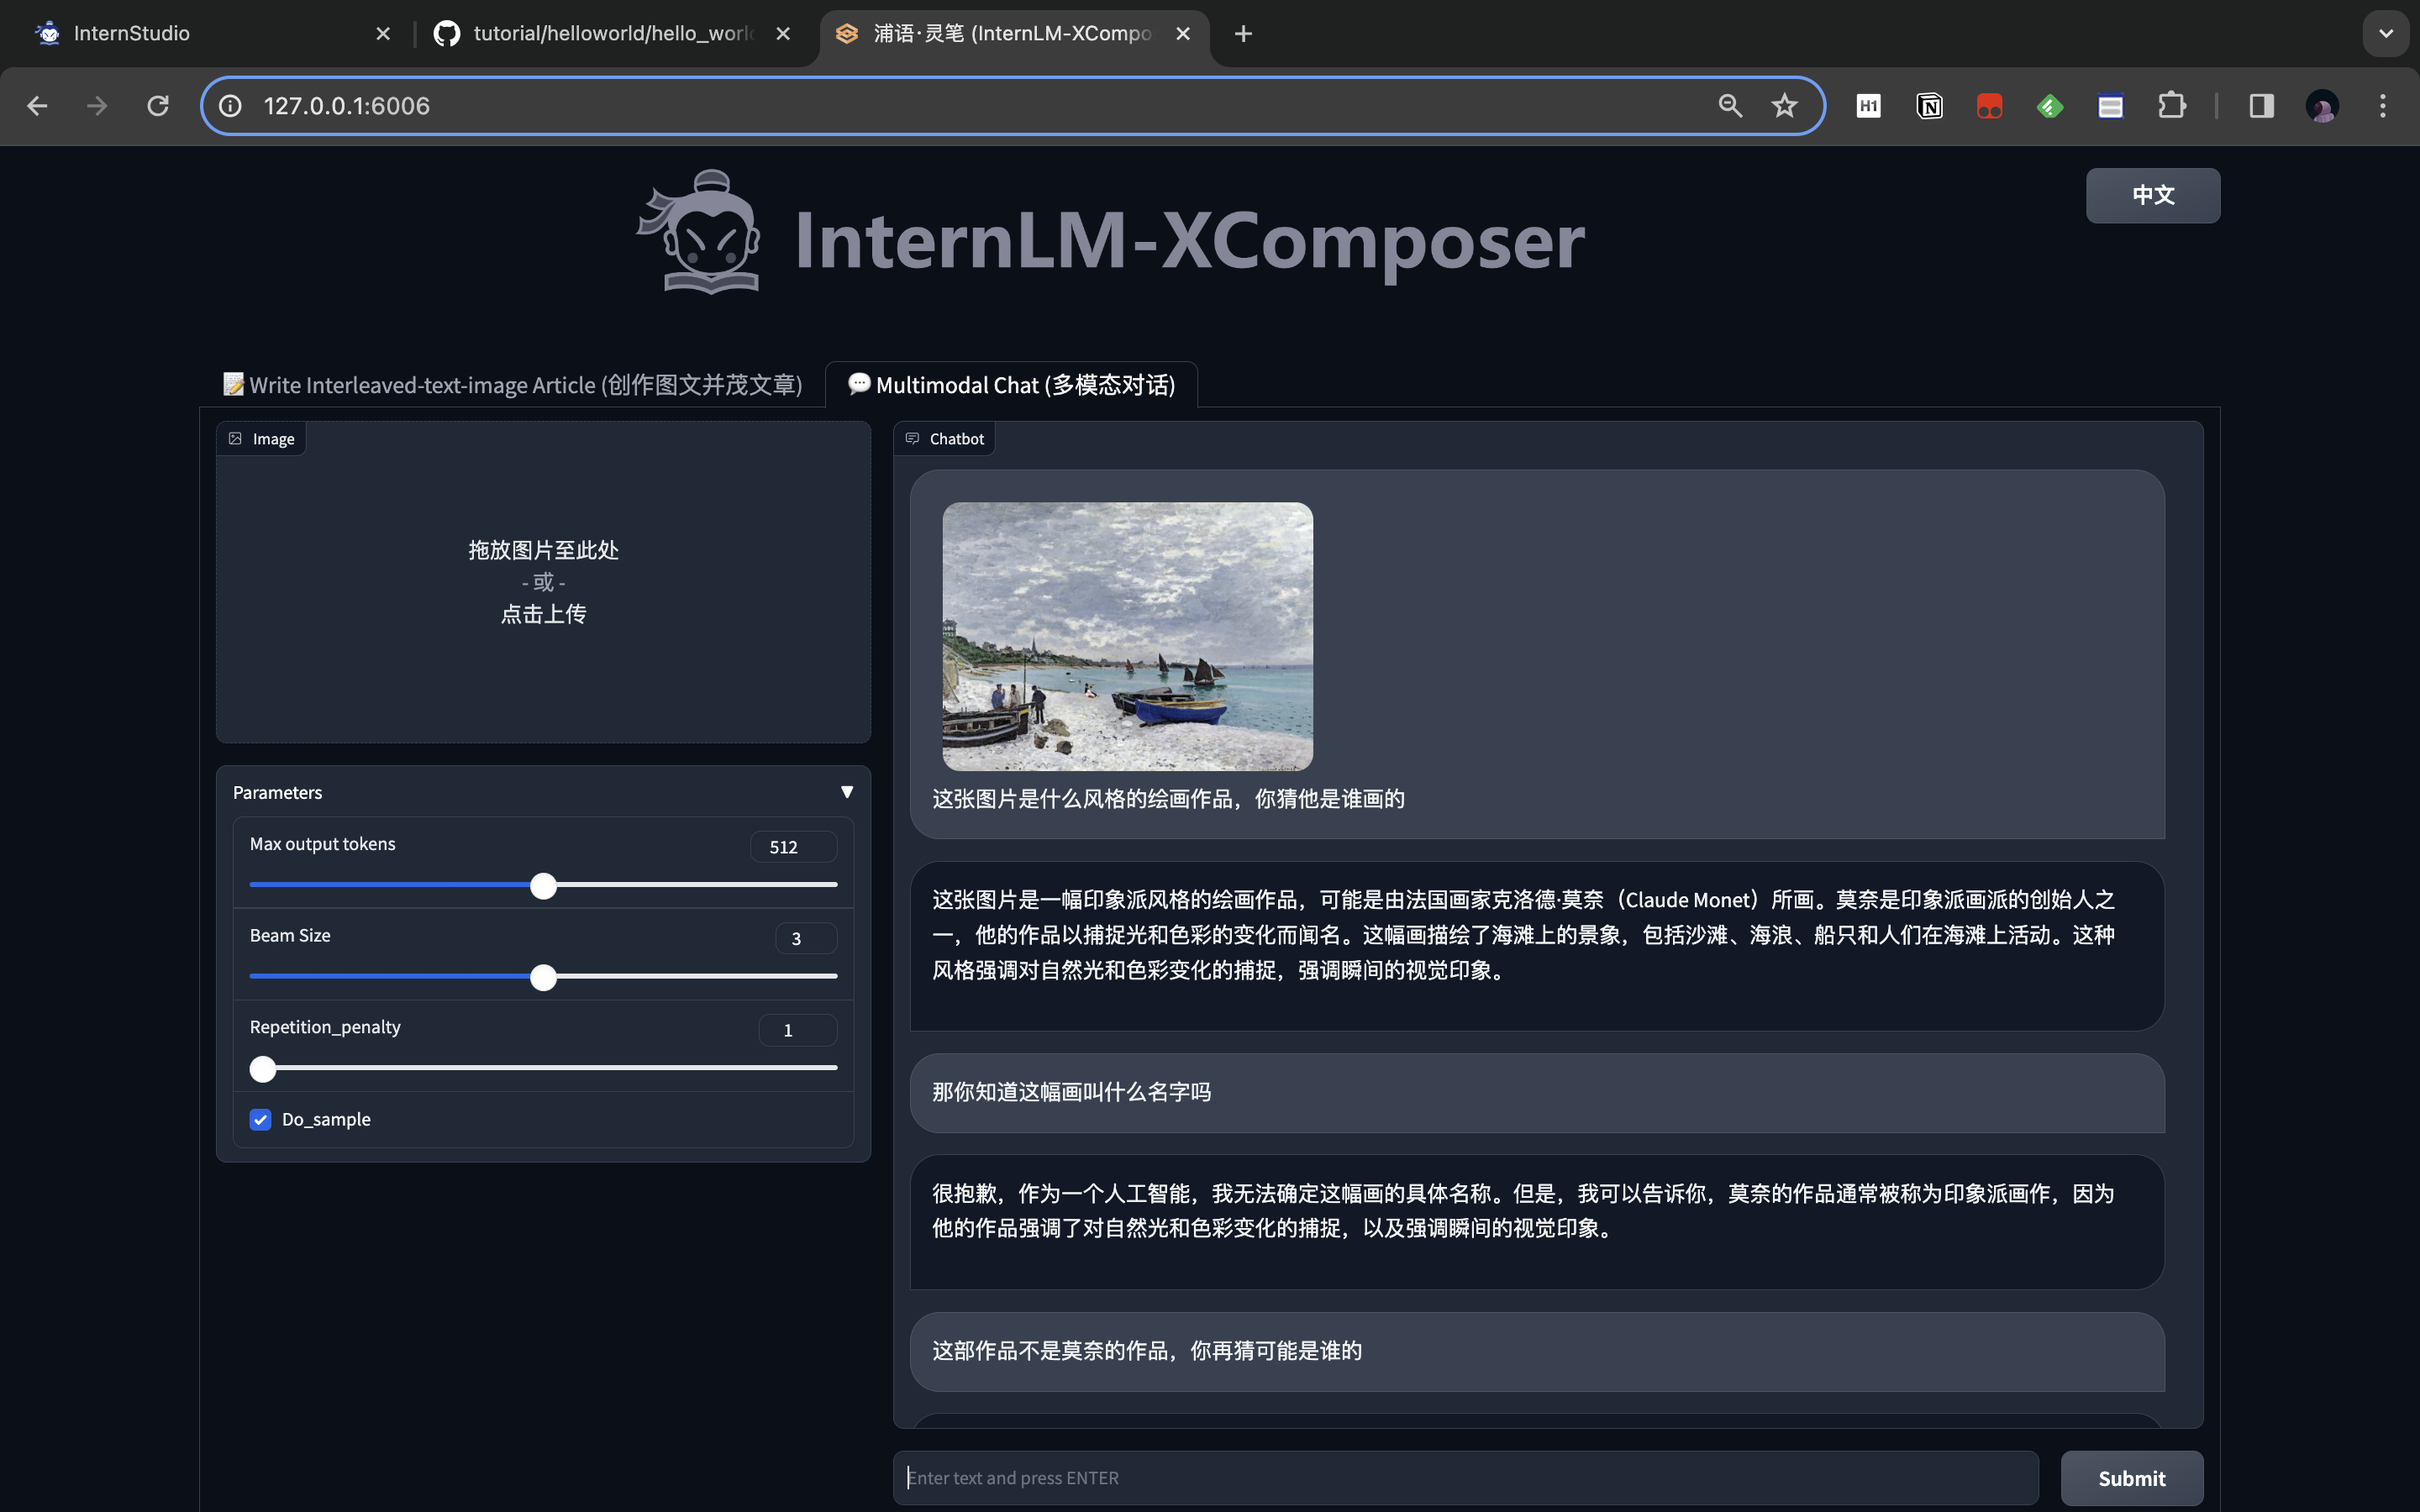 InternStudio
tutorial/helloworld/hello_worl
浦语·灵笔 (InternLM-XCompo
127.0.0.1:6006
H1
中文
InternLM-XComposer
Write Interleaved-text-image Article (创作图文并茂文章)
Multimodal Chat (多模态对话)
Image
拖放图片至此处
- 或 -
点击上传
Parameters
Max output tokens
512
Beam Size
3
Repetition_penalty
1
Do_sample
Chatbot
这张图片是什么风格的绘画作品，你猜他是谁画的
这张图片是一幅印象派风格的绘画作品，可能是由法国画家克洛德·莫奈（Claude Monet）所画。莫奈是印象派画派的创始人之
一，他的作品以捕捉光和色彩的变化而闻名。这幅画描绘了海滩上的景象，包括沙滩、海浪、船只和人们在海滩上活动。这种
风格强调对自然光和色彩变化的捕捉，强调瞬间的视觉印象。
那你知道这幅画叫什么名字吗
很抱歉，作为一个人工智能，我无法确定这幅画的具体名称。但是，我可以告诉你，莫奈的作品通常被称为印象派画作，因为
他的作品强调了对自然光和色彩变化的捕捉，以及强调瞬间的视觉印象。
这部作品不是莫奈的作品，你再猜可能是谁的
Enter text and press ENTER
Submit